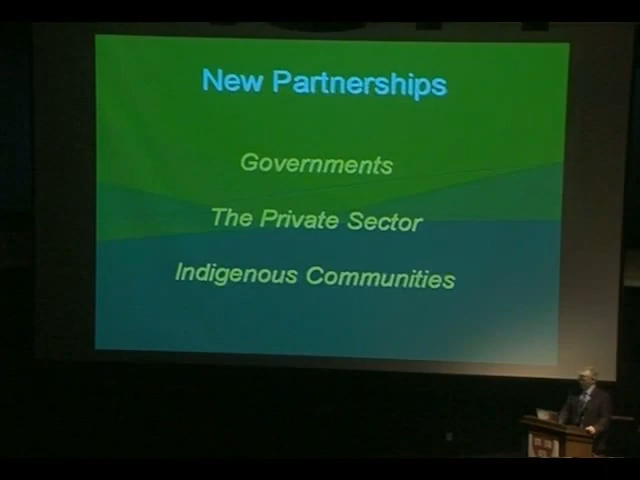 New Partnerships
Governments
The Private Sector
Indigenous Communities